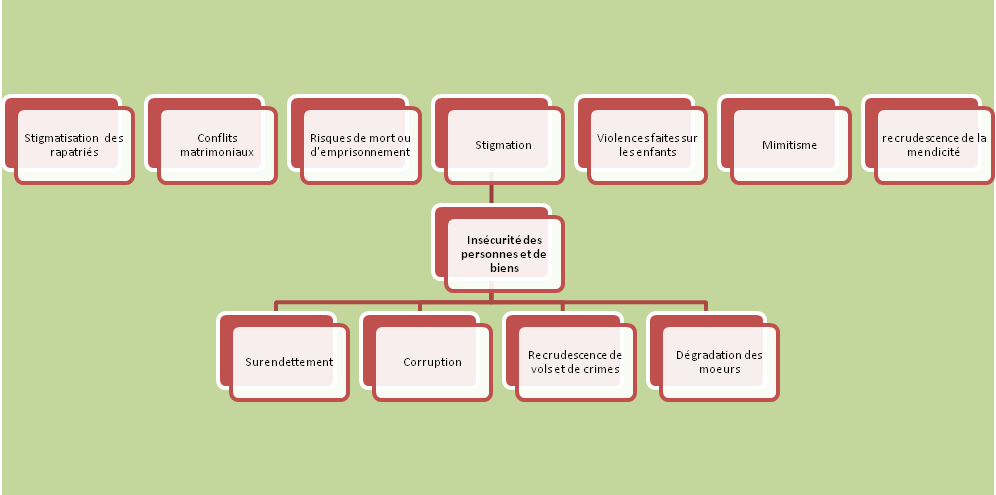 Stigmatisation des
rapatriés
Conflits
matrimoniaux
Risques de mort ou
d'emprisonnement
Stigmation
Violences faites sur
les enfants
Mimitisme
recrudescence de la
mendicité
Insécurité des
personnes et de
biens
Surendettement
Corruption
Recrudescence de
vols et de crimes
Dégradation des
moeurs